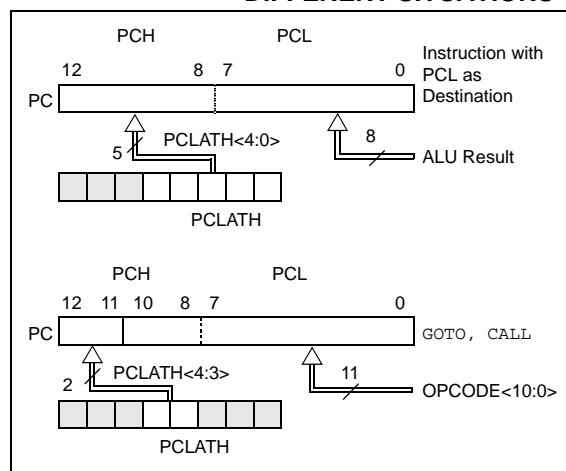 PCH PCL
12 8 7 0
Instruction with
PCL as
Destination
PC
5 PCLATH<4:0> 8
ALU Result
PCLATH
PCH PCL
12 11 10 8 7 0
PC GOTO, CALL
2 PCLATH<4:3> 11
OPCODE<10:0>
PCLATH